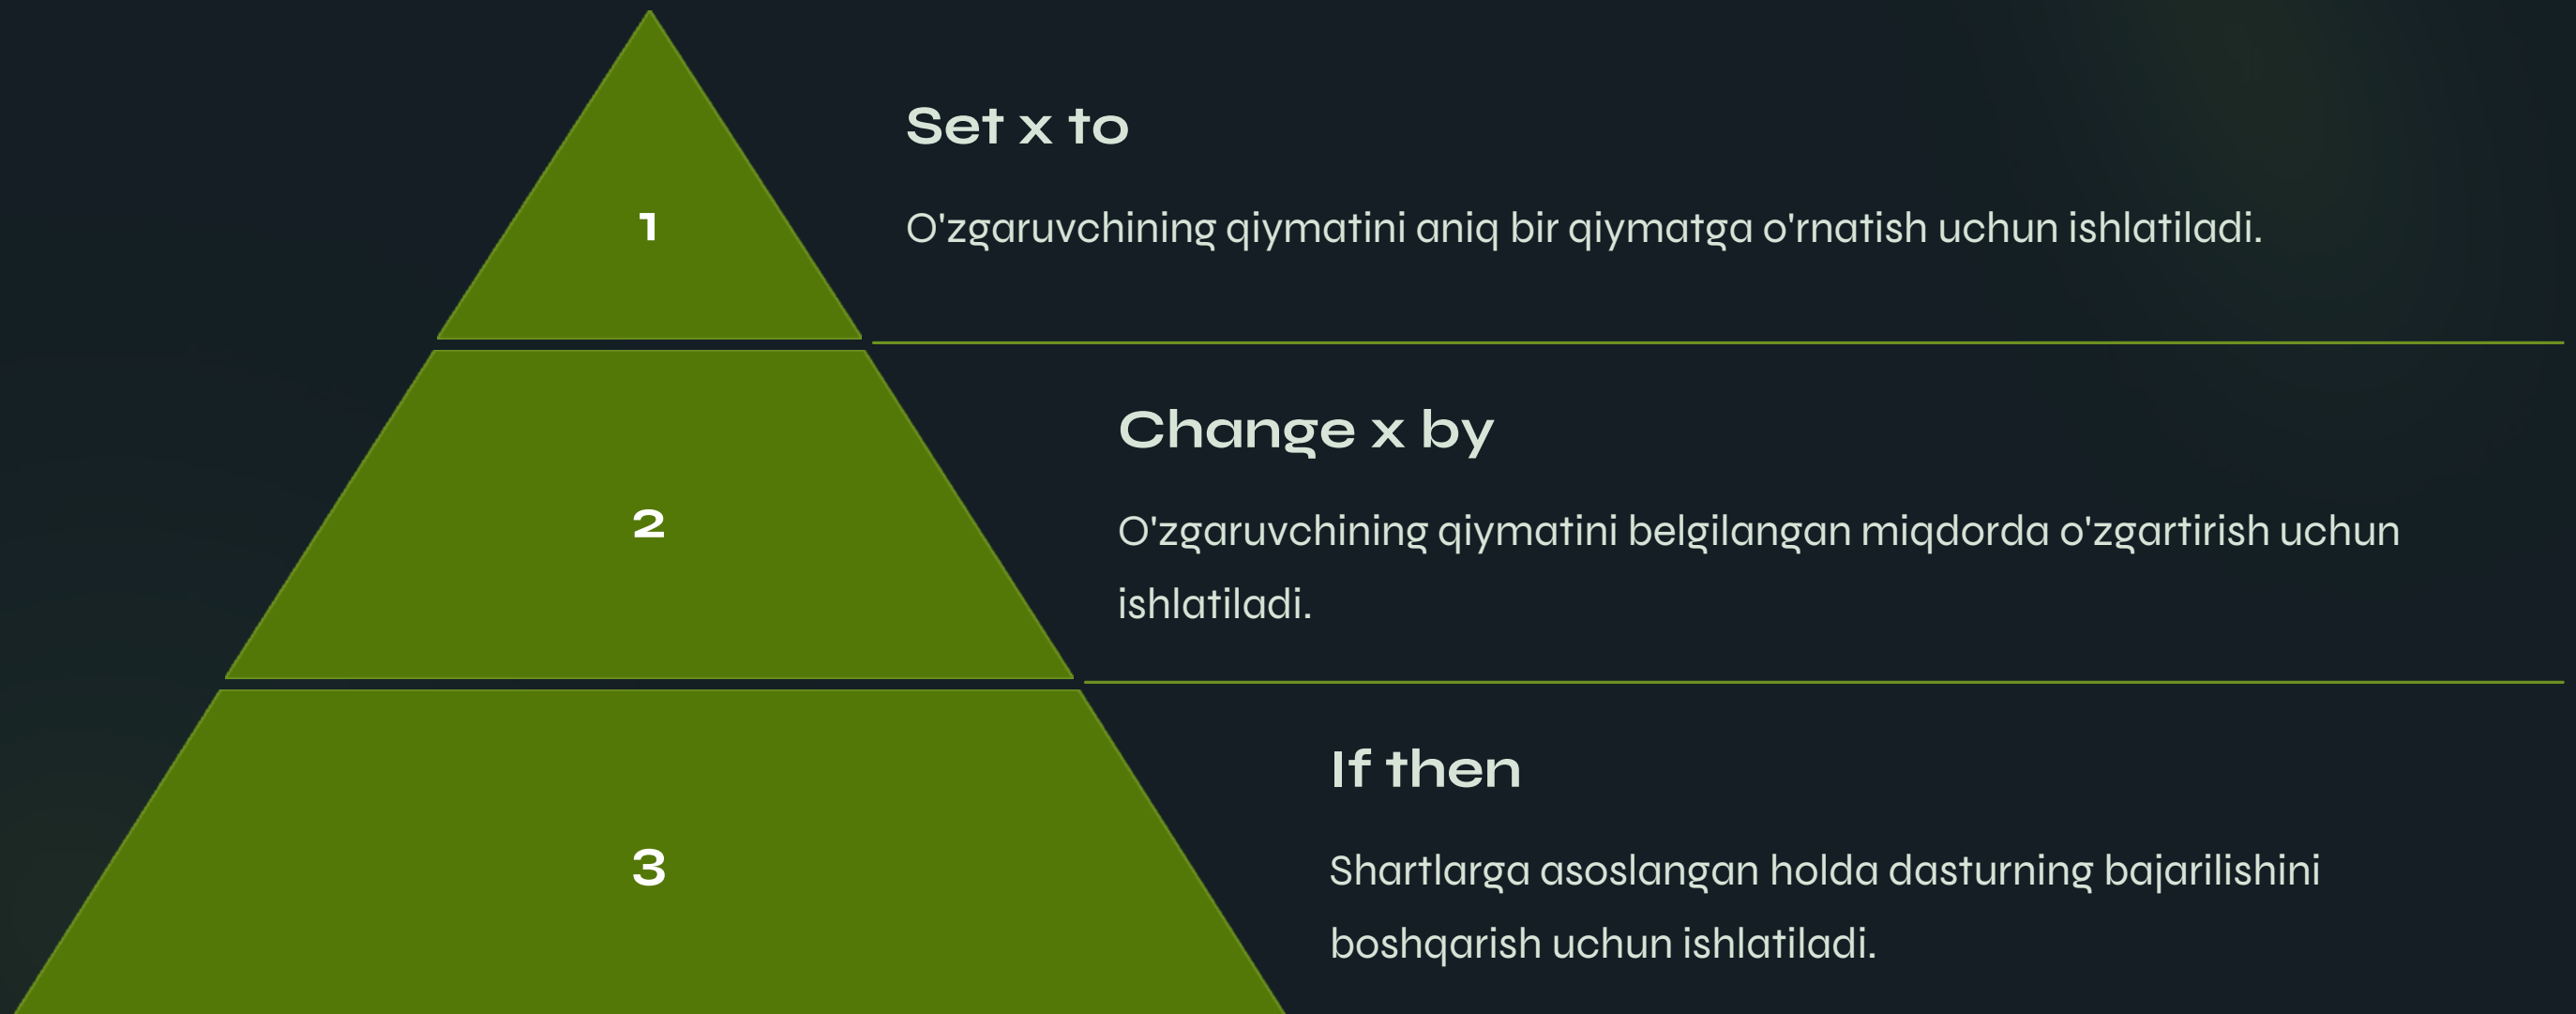 Set x to
1
O'zgaruvchining qiymatini aniq bir qiymatga o'rnatish uchun ishlatiladi.
Change x by
2
O'zgaruvchining qiymatini belgilangan miqdorda o'zgartirish uchun
ishlatiladi.
If then
3
Shartlarga asoslangan holda dasturning bajarilishini
boshqarish uchun ishlatiladi.